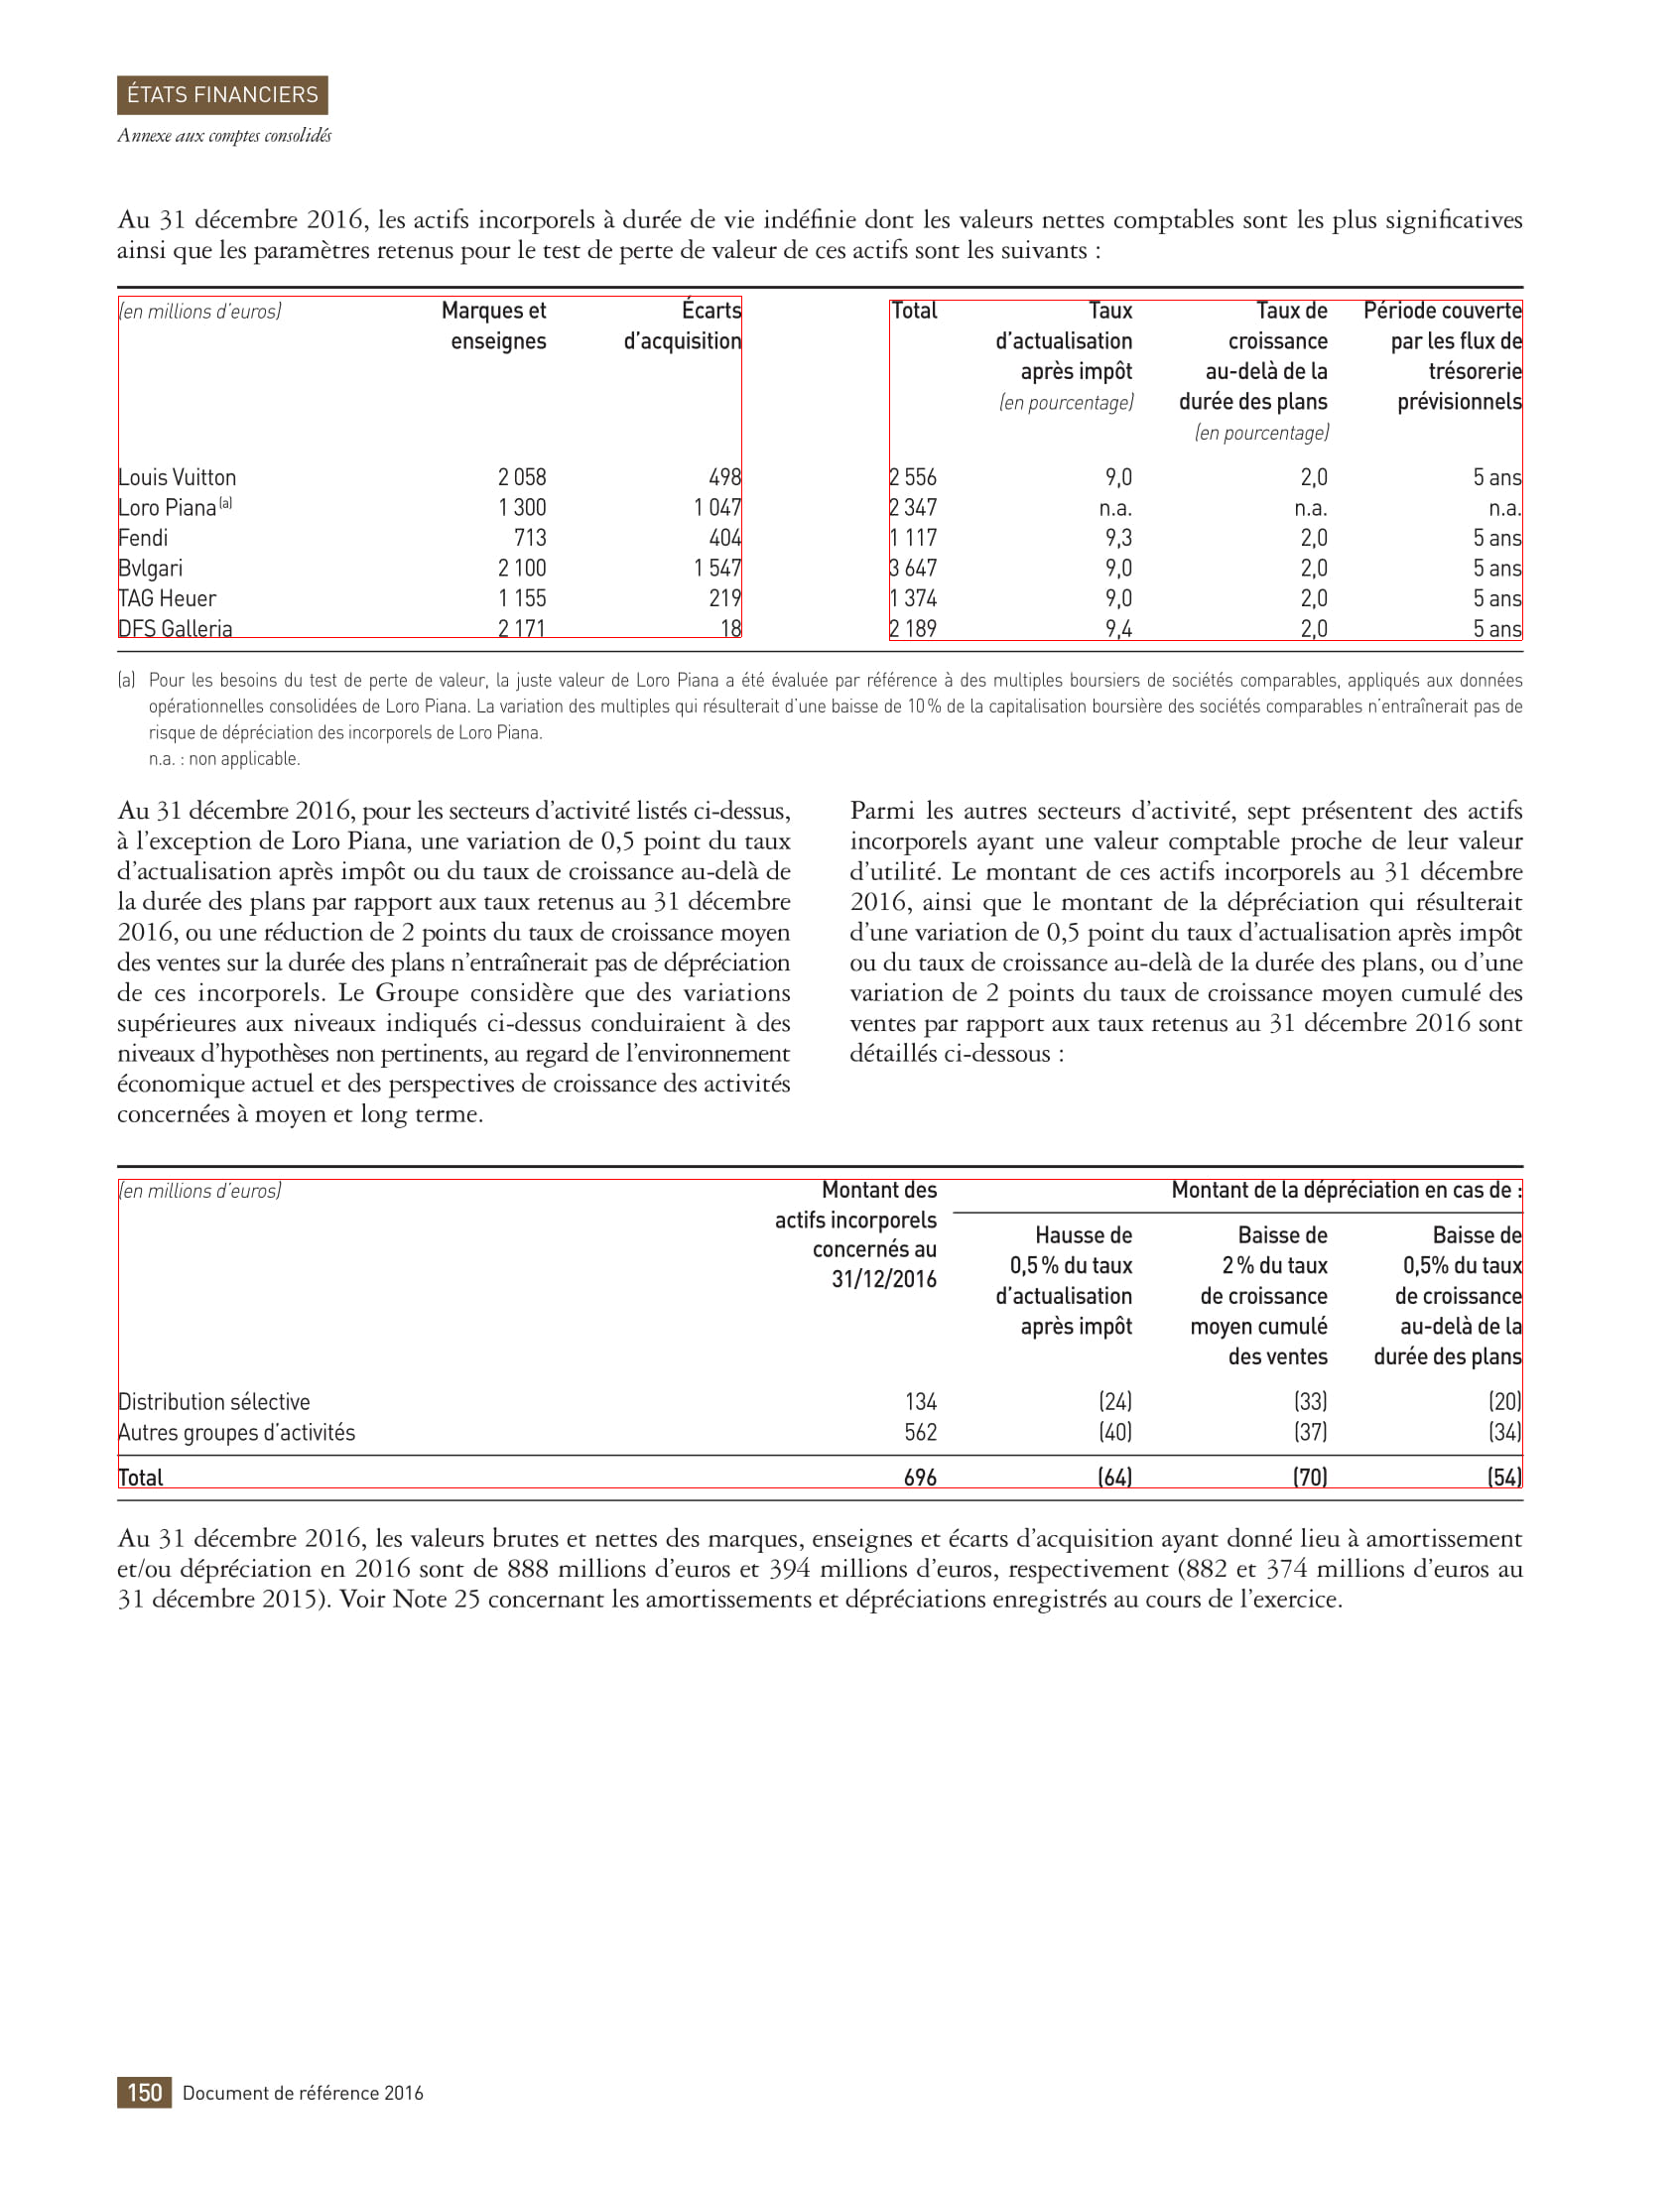 ÉTATS FINANCIERS
Annexe aux comptes consolidés
Au 31 décembre 2016, les actifs incorporels à durée de vie indéfinie dont les valeurs nettes comptables sont les plus significatives
ainsi que les paramètres retenus pour le test de perte de valeur de ces actifs sont les suivants :
(en millions d’euros) Marques et Écarts Total Taux Taux de Période couverte
enseignes d’acquisition d’actualisation croissance par les flux de
après impôt au-delà de la trésorerie
(en pourcentage) durée des plans prévisionnels
(en pourcentage)
Louis Vuitton 2 058 498 2 556 9,0 2,0 5 ans
Loro Piana (a) 1 300 1 047 2 347 n.a. n.a. n.a.
Fendi 713 404 1 117 9,3 2,0 5 ans
Bvlgari 2 100 1 547 3 647 9,0 2,0 5 ans
TAG Heuer 1 155 219 1 374 9,0 2,0 5 ans
DFS Galleria 2 171 18 2 189 9,4 2,0 5 ans
(a) Pour les besoins du test de perte de valeur, la juste valeur de Loro Piana a été évaluée par référence à des multiples boursiers de sociétés comparables, appliqués aux données
opérationnelles consolidées de Loro Piana. La variation des multiples qui résulterait d’une baisse de 10 % de la capitalisation boursière des sociétés comparables n’entraînerait pas de
risque de dépréciation des incorporels de Loro Piana.
n.a. : non applicable.
Au 31 décembre 2016, pour les secteurs d’activité listés ci-dessus,
à l’exception de Loro Piana, une variation de 0,5 point du taux
d’actualisation après impôt ou du taux de croissance au-delà de
la durée des plans par rapport aux taux retenus au 31 décembre
2016, ou une réduction de 2 points du taux de croissance moyen
des ventes sur la durée des plans n’entraînerait pas de dépréciation
de ces incorporels. Le Groupe considère que des variations
supérieures aux niveaux indiqués ci-dessus conduiraient à des
niveaux d’hypothèses non pertinents, au regard de l’environnement
économique actuel et des perspectives de croissance des activités
concernées à moyen et long terme.
Parmi les autres secteurs d’activité, sept présentent des actifs
incorporels ayant une valeur comptable proche de leur valeur
d’utilité. Le montant de ces actifs incorporels au 31 décembre
2016, ainsi que le montant de la dépréciation qui résulterait
d’une variation de 0,5 point du taux d’actualisation après impôt
ou du taux de croissance au-delà de la durée des plans, ou d’une
variation de 2 points du taux de croissance moyen cumulé des
ventes par rapport aux taux retenus au 31 décembre 2016 sont
détaillés ci-dessous :
(en millions d’euros) Montant des Montant de la dépréciation en cas de :
actifs incorporels
concernés au Hausse de Baisse de Baisse de
31/12/2016 0,5 % du taux 2 % du taux 0,5% du taux
d’actualisation de croissance de croissance
après impôt moyen cumulé au-delà de la
des ventes durée des plans
Distribution sélective 134 (24) (33) (20)
Autres groupes d’activités 562 (40) (37) (34)
Total 696 (64) (70) (54)
Au 31 décembre 2016, les valeurs brutes et nettes des marques, enseignes et écarts d’acquisition ayant donné lieu à amortissement
et/ou dépréciation en 2016 sont de 888 millions d’euros et 394 millions d’euros, respectivement (882 et 374 millions d’euros au
31 décembre 2015). Voir Note 25 concernant les amortissements et dépréciations enregistrés au cours de l’exercice.
150 Document de référence 2016